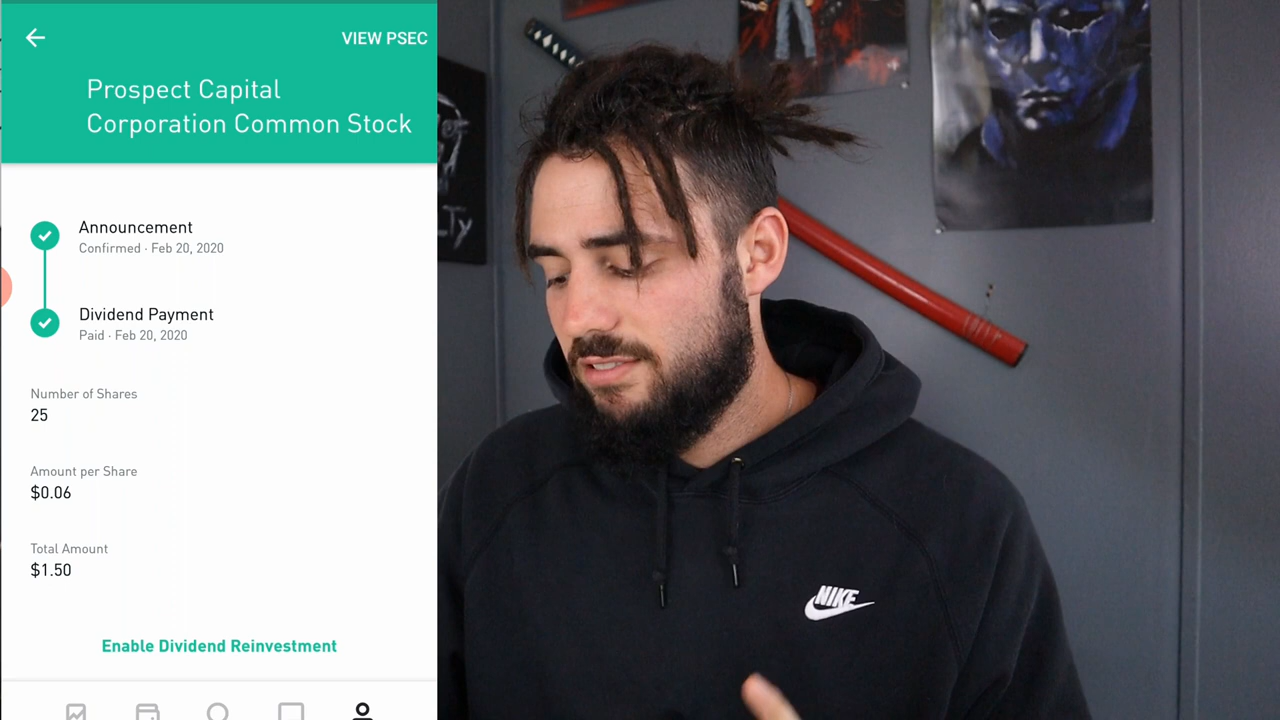 VIEW PSEC
Prospect Capital
Corporation Common Stock
Announcement
Confirmed · Feb 20, 2020
Dividend Payment
Paid · Feb 20, 2020
Number of Shares
25
Amount per Share
$0.06
Total Amount
$1.50
Enable Dividend Reinvestment
NIKE